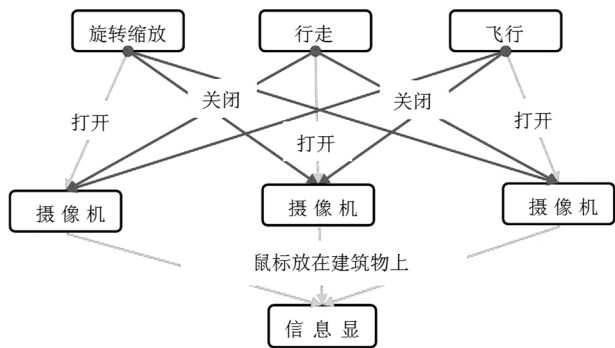 旋转缩放
行走
飞行
关闭
关闭
打开
打开
打开
摄 像 机
摄 像 机
摄 像 机
鼠标放在建筑物上
信 息 显